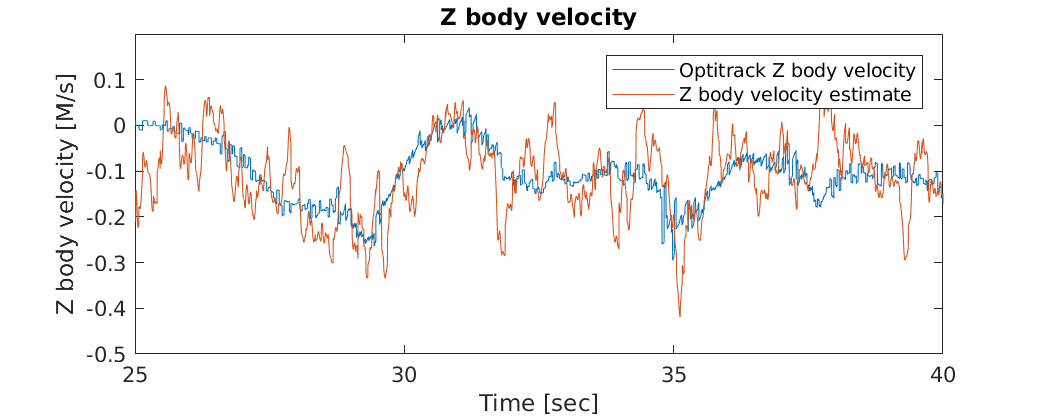 Z body velocity
Optitrack Z body velocity
Z body velocity estimate
Z body velocity [M/s]
0.1
0
-0.1
-0.2
-0.3
-0.4
-0.5
25
30
35
40
Time [sec]